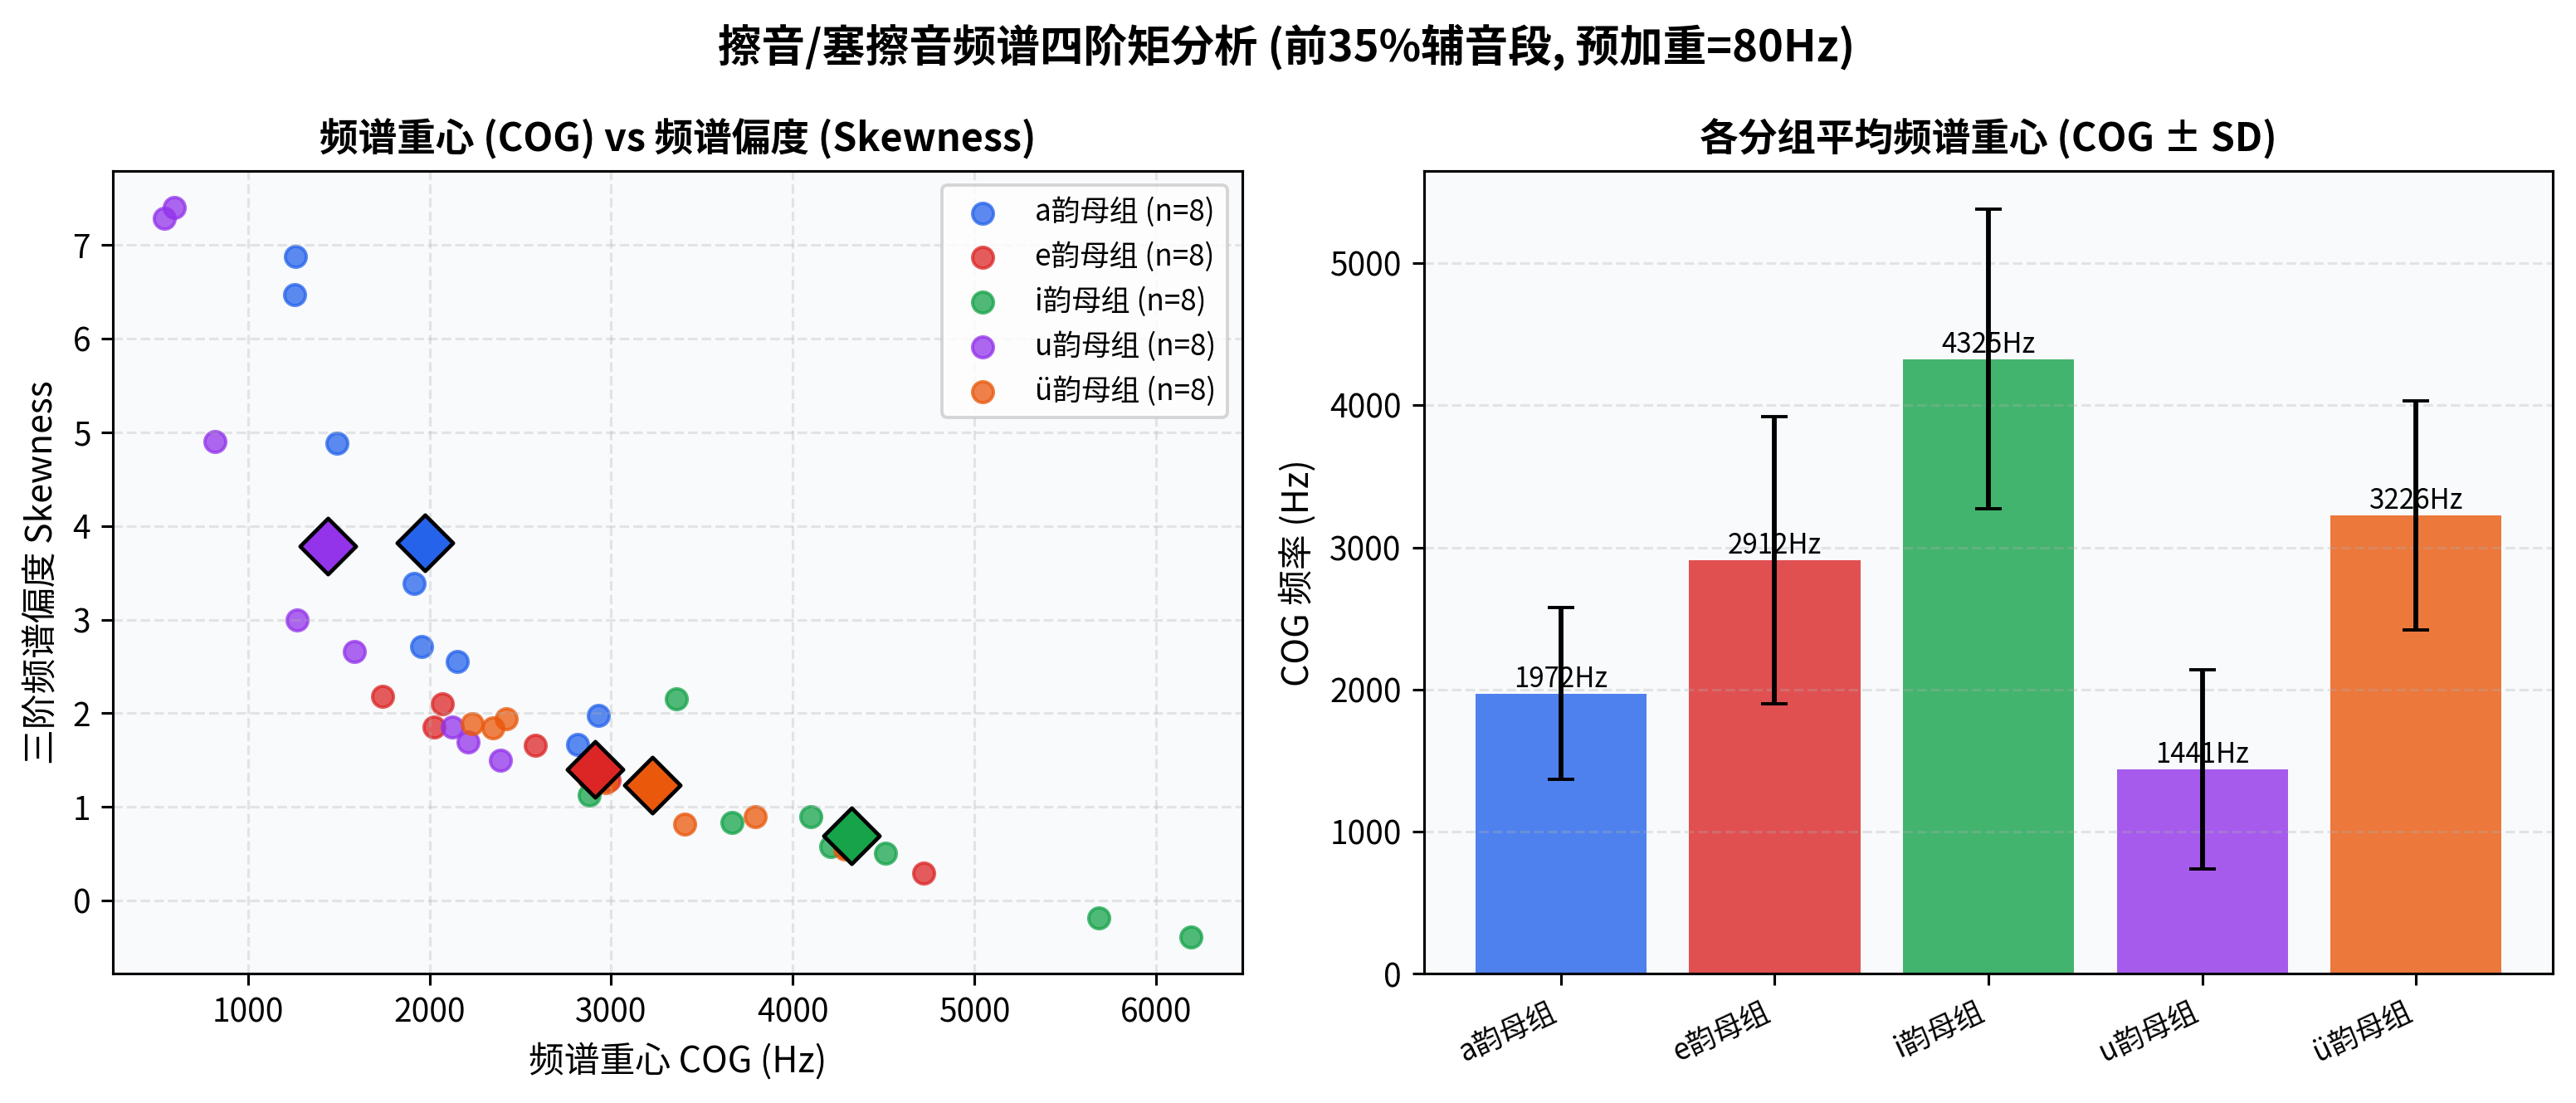 擦音/塞擦音频谱四阶矩分析 (前35%辅音段, 预加重=80Hz)
频谱重心 (COG) vs 频谱偏度 (Skewness)
三阶频谱偏度 Skewness
7
6
5
4
3
2
1
0
a韵母组 (n=8)
e韵母组 (n=8)
i韵母组 (n=8)
u韵母组 (n=8)
ü韵母组 (n=8)
1000 2000 3000 4000 5000 6000
频谱重心 COG (Hz)
各分组平均频谱重心 (COG ± SD)
COG 频率 (Hz)
5000
4000
3000
2000
1000
0
1972Hz
2912Hz
4325Hz
1441Hz
3226Hz
a韵母组 e韵母组 i韵母组 u韵母组 ü韵母组